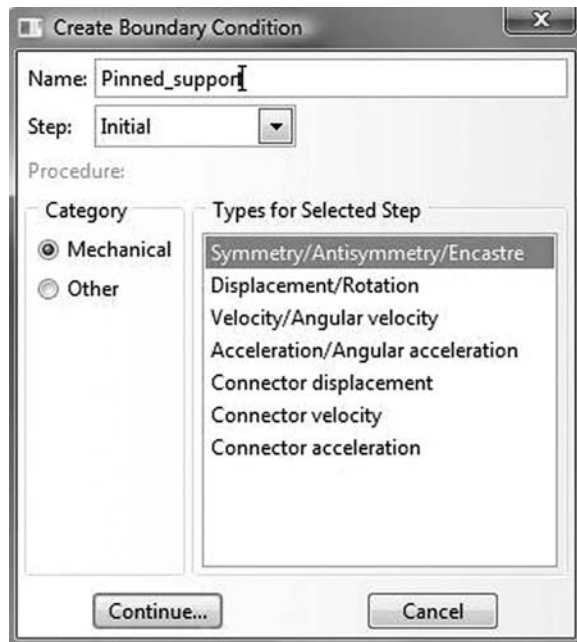 Create Boundary Condition
Name: Pinned_support
Step: Initial
Procedure:
Category
Mechanical
Other
Types for Selected Step
Symmetry/Antisymmetry/Encastre
Displacement/Rotation
Velocity/Angular velocity
Acceleration/Angular acceleration
Connector displacement
Connector velocity
Connector acceleration
Continue...
Cancel